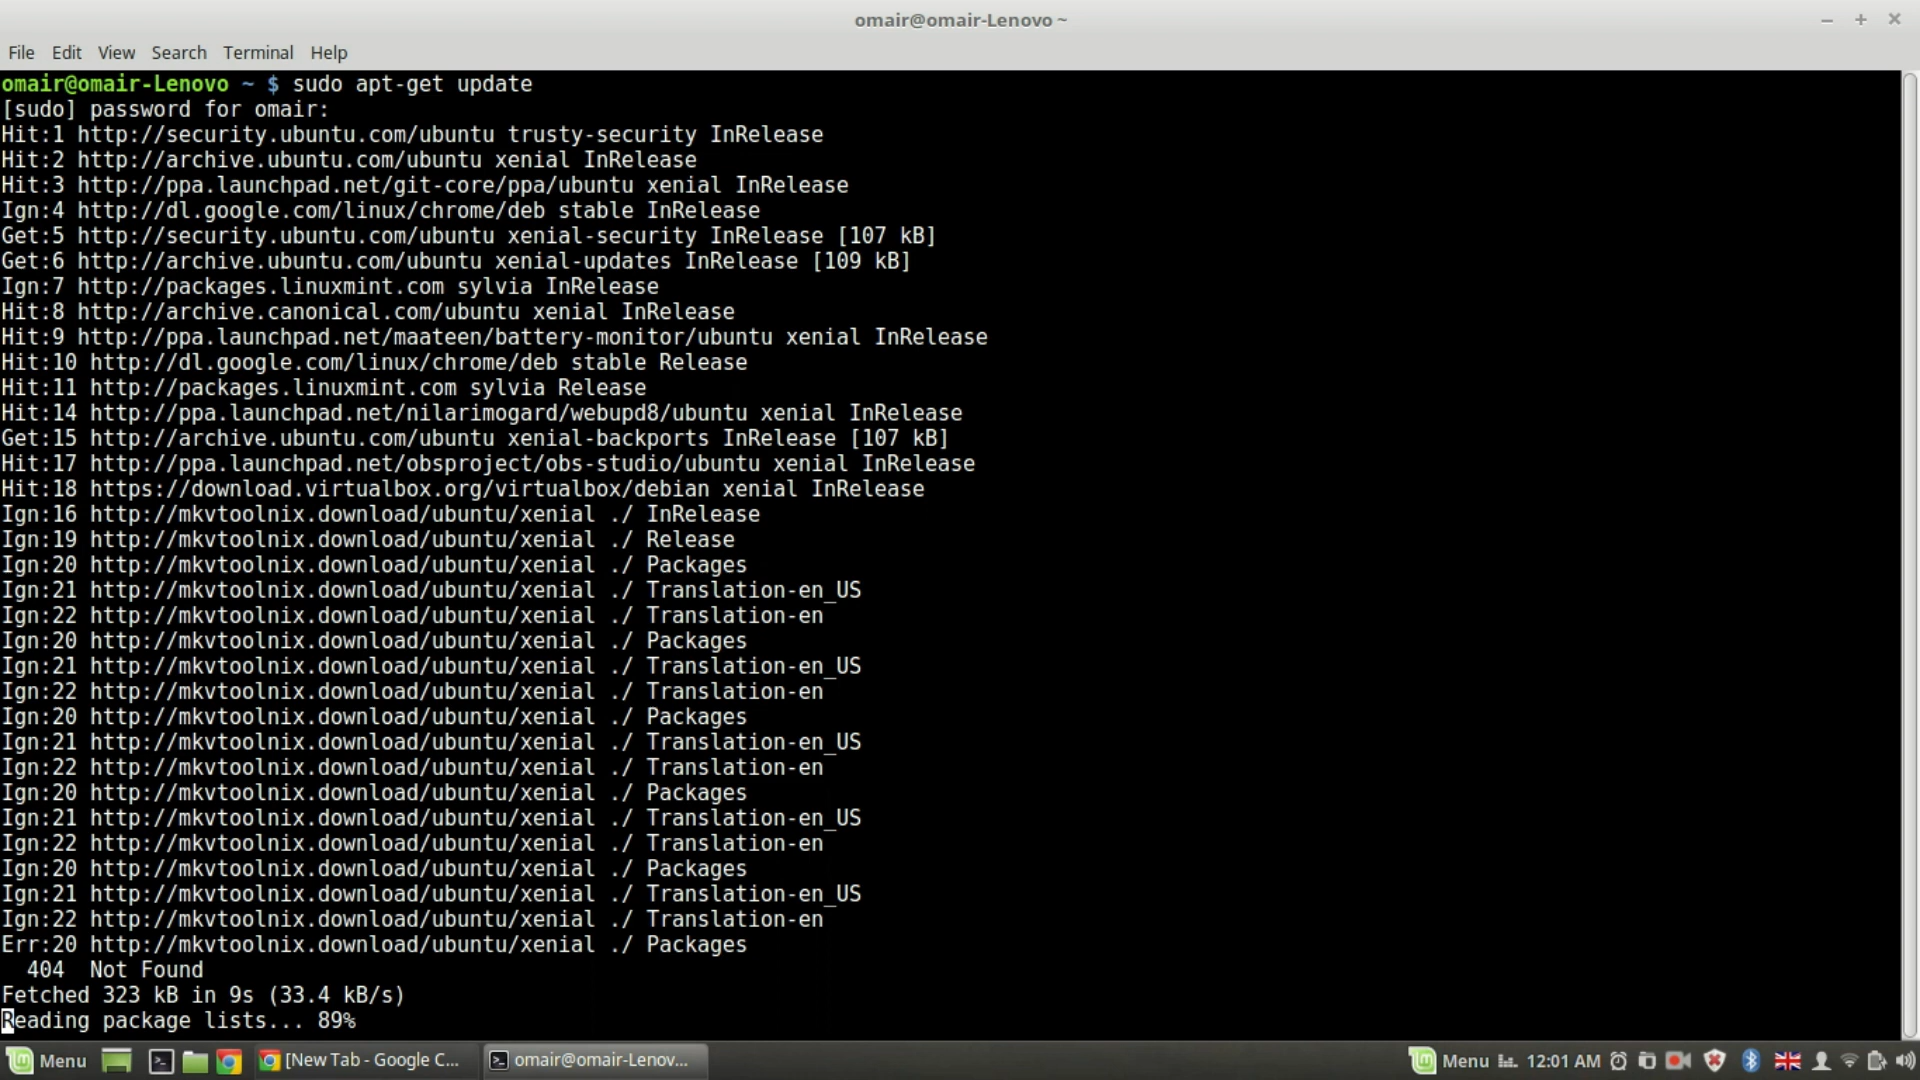 omair@omair-Lenovo ~
File Edit View Search Terminal Help
omair@omair-Lenovo ~ $ sudo apt-get update
[sudo] password for omair:
Hit:1 http://security.ubuntu.com/ubuntu trusty-security InRelease
Hit:2 http://archive.ubuntu.com/ubuntu xenial InRelease
Hit:3 http://ppa.launchpad.net/git-core/ppa/ubuntu xenial InRelease
Ign:4 http://dl.google.com/linux/chrome/deb stable InRelease
Get:5 http://security.ubuntu.com/ubuntu xenial-security InRelease [107 kB]
Get:6 http://archive.ubuntu.com/ubuntu xenial-updates InRelease [109 kB]
Ign:7 http://packages.linuxmint.com sylvia InRelease
Hit:8 http://archive.canonical.com/ubuntu xenial InRelease
Hit:9 http://ppa.launchpad.net/maateen/battery-monitor/ubuntu xenial InRelease
Hit:10 http://dl.google.com/linux/chrome/deb stable Release
Hit:11 http://packages.linuxmint.com sylvia Release
Hit:14 http://ppa.launchpad.net/nilarimogard/webupd8/ubuntu xenial InRelease
Get:15 http://archive.ubuntu.com/ubuntu xenial-backports InRelease [107 kB]
Hit:17 http://ppa.launchpad.net/obsproject/obs-studio/ubuntu xenial InRelease
Hit:18 https://download.virtualbox.org/virtualbox/debian xenial InRelease
Ign:16 http://mkvtoolnix.download/ubuntu/xenial ./ InRelease
Ign:19 http://mkvtoolnix.download/ubuntu/xenial ./ Release
Ign:20 http://mkvtoolnix.download/ubuntu/xenial ./ Packages
Ign:21 http://mkvtoolnix.download/ubuntu/xenial ./ Translation-en_US
Ign:22 http://mkvtoolnix.download/ubuntu/xenial ./ Translation-en
Ign:20 http://mkvtoolnix.download/ubuntu/xenial ./ Packages
Ign:21 http://mkvtoolnix.download/ubuntu/xenial ./ Translation-en_US
Ign:22 http://mkvtoolnix.download/ubuntu/xenial ./ Translation-en
Ign:20 http://mkvtoolnix.download/ubuntu/xenial ./ Packages
Ign:21 http://mkvtoolnix.download/ubuntu/xenial ./ Translation-en_US
Ign:22 http://mkvtoolnix.download/ubuntu/xenial ./ Translation-en
Ign:20 http://mkvtoolnix.download/ubuntu/xenial ./ Packages
Ign:21 http://mkvtoolnix.download/ubuntu/xenial ./ Translation-en_US
Ign:22 http://mkvtoolnix.download/ubuntu/xenial ./ Translation-en
Ign:20 http://mkvtoolnix.download/ubuntu/xenial ./ Packages
Ign:21 http://mkvtoolnix.download/ubuntu/xenial ./ Translation-en_US
Ign:22 http://mkvtoolnix.download/ubuntu/xenial ./ Translation-en
Err:20 http://mkvtoolnix.download/ubuntu/xenial ./ Packages
404 Not Found
Fetched 323 kB in 9s (33.4 kB/s)
Reading package lists... 89%
Menu [New Tab - Google C... omair@omair-Lenov... Menu 12:01 AM